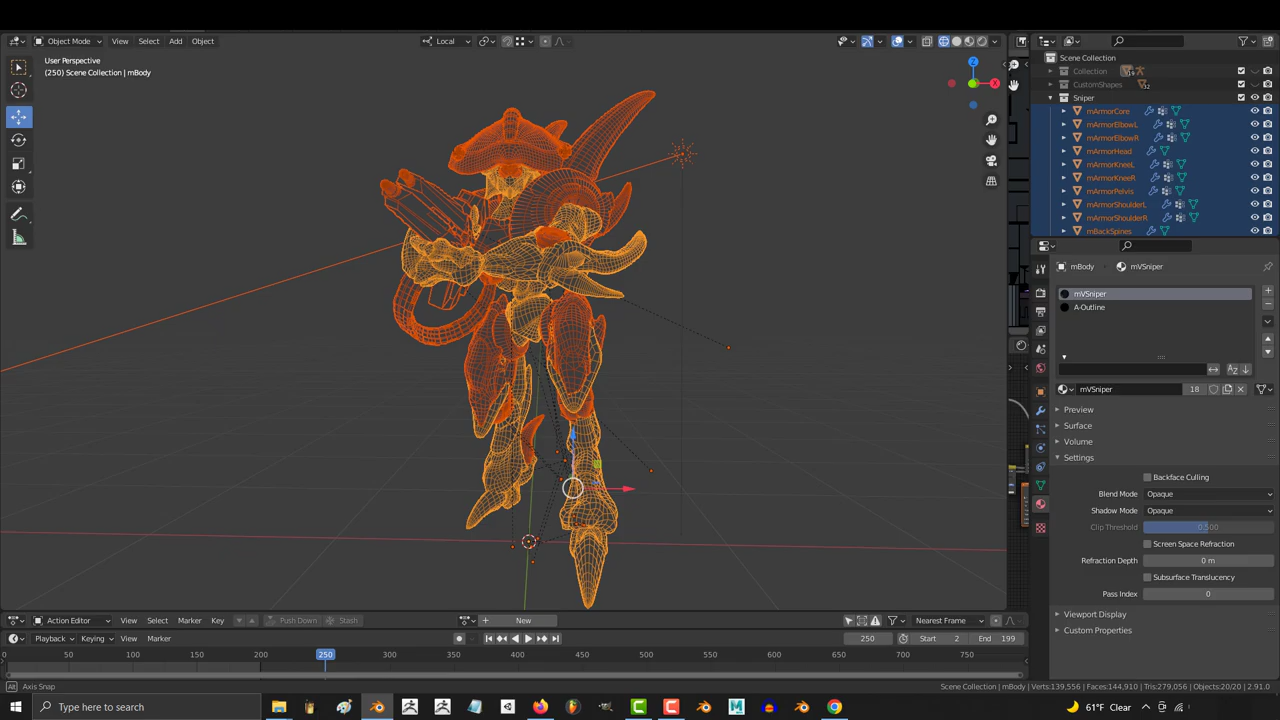 Object Mode View Select Add Object Local
User Perspective
(250) Scene Collection | mBody
Z
X
Scene Collection
Collection 19
CustomShapes 32
Sniper
mArmorCore
mArmorElbowL
mArmorElbowR
mArmorHead
mArmorKneeL
mArmorKneeR
mArmorPelvis
mArmorShoulderL
mArmorShoulderR
mBackSpines
mBody mVSniper
mVSniper
A-Outline
mVSniper 18
Preview
Surface
Volume
Settings
Backface Culling
Blend Mode Opaque
Shadow Mode Opaque
Clip Threshold 0.500
Screen Space Refraction
Refraction Depth 0 m
Subsurface Translucency
Pass Index 0
Viewport Display
Custom Properties
Action Editor View Select Marker Key Push Down Stash New Nearest Frame
Playback Keying View Marker 250 Start 2 End 199
0 50 100 150 200 250 300 350 400 450 500 550 600 650 700 750
Alt Axis Snap
Scene Collection | mBody | Verts:139,556 | Faces:144,910 | Tris:279,056 | Objects:20/20 | 2.91.0
Type here to search 61°F Clear